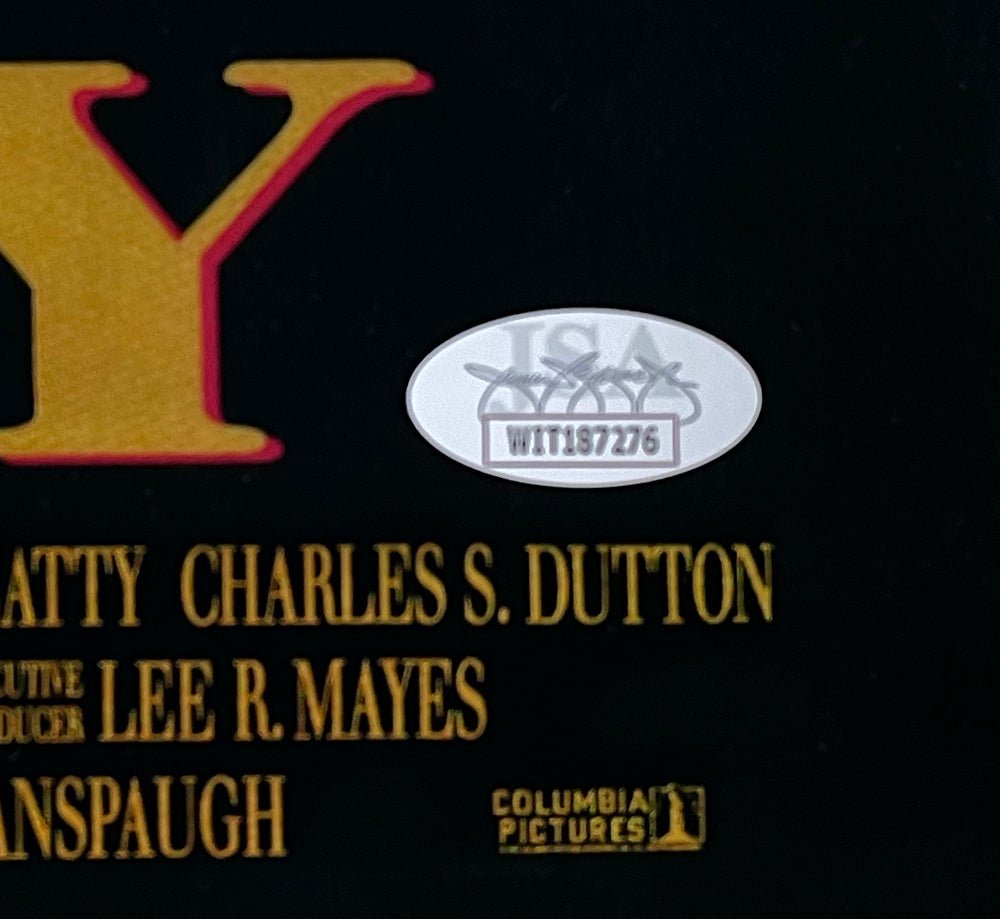 Y
JSA
WIT187276
ATTY CHARLES S. DUTTON
LEE R. MAYES
ANSPAUGH
COLUMBIA
PICTURES